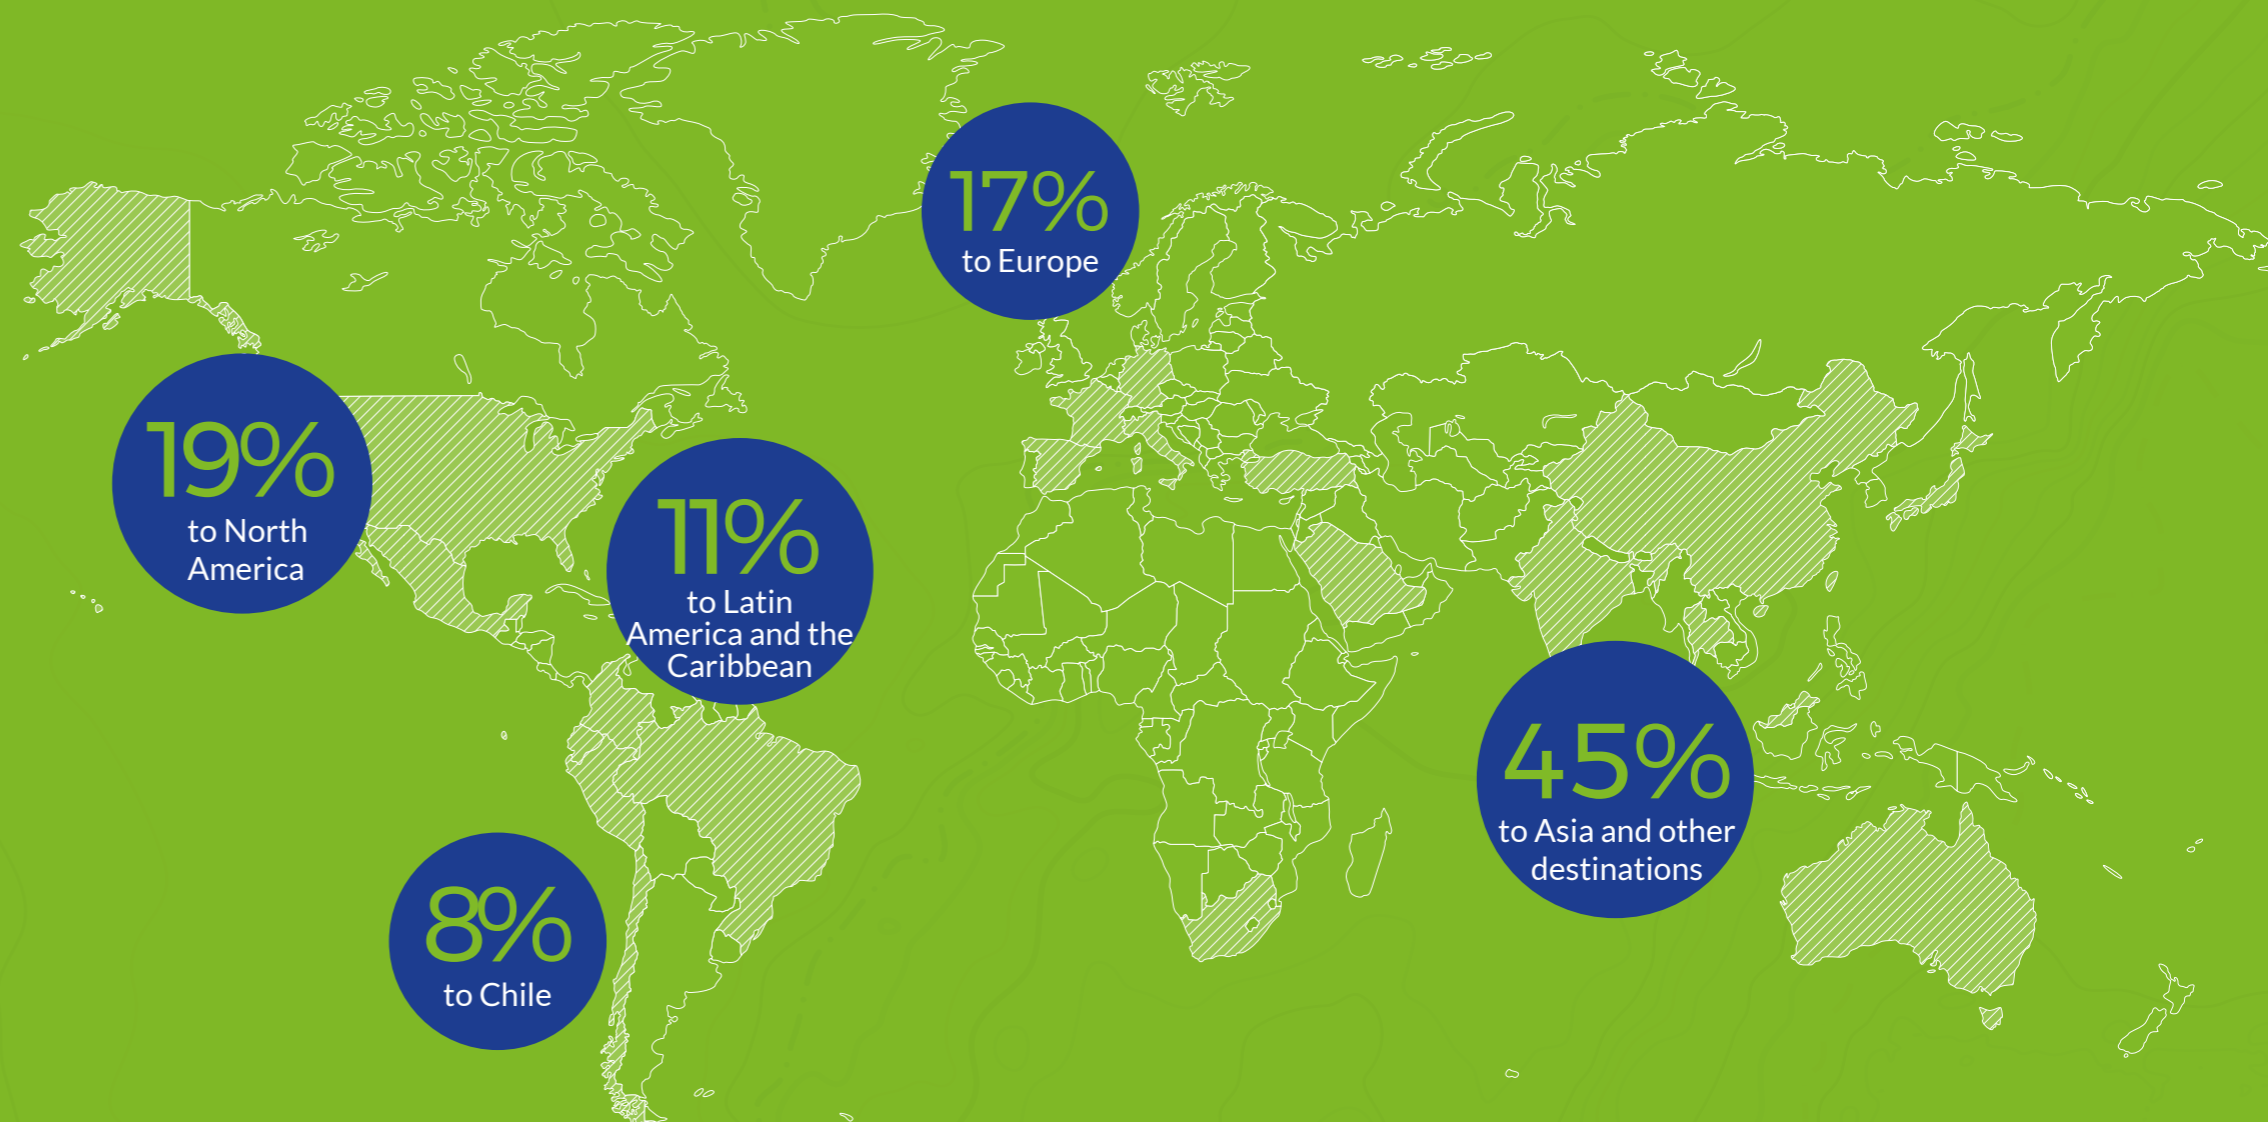 17%
to Europe
19%
to North
America
11%
to Latin
America and the
Caribbean
45%
to Asia and other
destinations
8%
to Chile